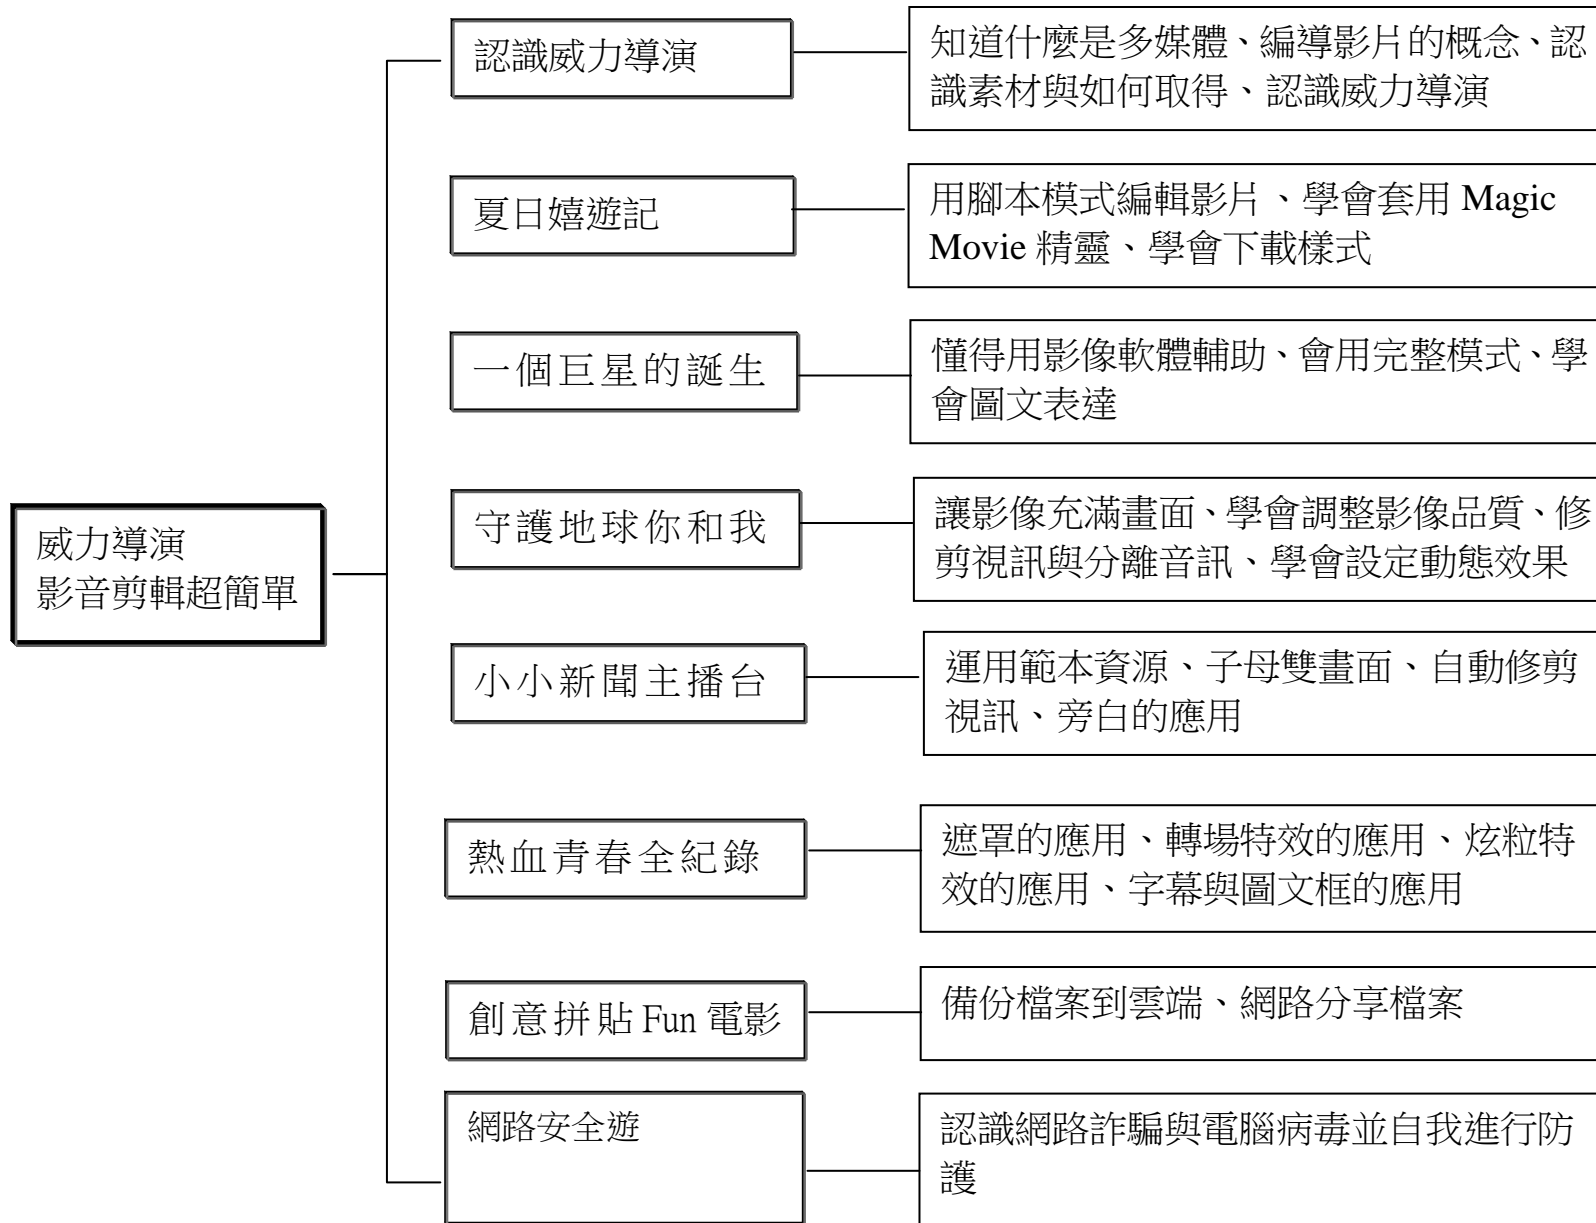 認識威力導演
知道什麼是多媒體、編導影片的概念、認
識素材與如何取得、認識威力導演
夏日嬉遊記
用腳本模式編輯影片、學會套用 Magic
Movie 精靈、學會下載樣式
一個巨星的誕生
懂得用影像軟體輔助、會用完整模式、學
會圖文表達
威力導演
影音剪輯超簡單
守護地球你和我
讓影像充滿畫面、學會調整影像品質、修
剪視訊與分離音訊、學會設定動態效果
小小新聞主播台
運用範本資源、子母雙畫面、自動修剪
視訊、旁白的應用
熱血青春全紀錄
遮罩的應用、轉場特效的應用、炫粒特
效的應用、字幕與圖文框的應用
創意拼貼 Fun 電影
備份檔案到雲端、網路分享檔案
網路安全遊
認識網路詐騙與電腦病毒並自我進行防
護